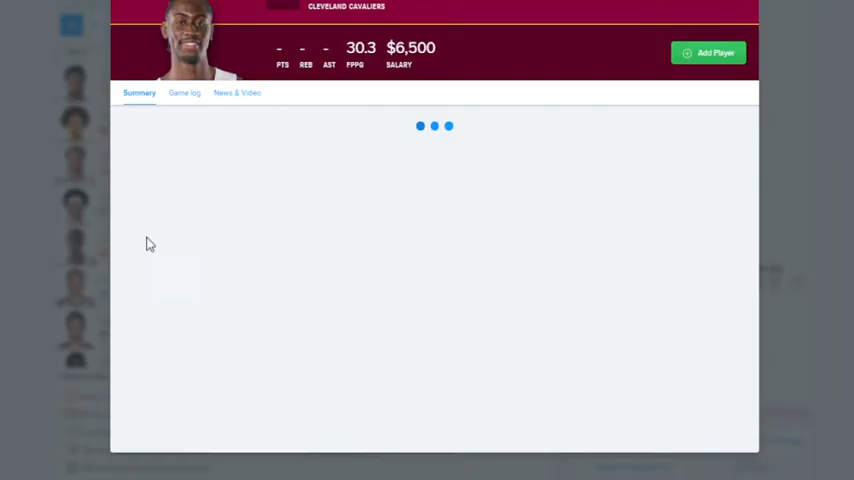 CLEVELAND CAVALIERS
- - - 30.3 $6,500
PTS REB AST FPPG SALARY
Add Player
Summary Game log News & Video